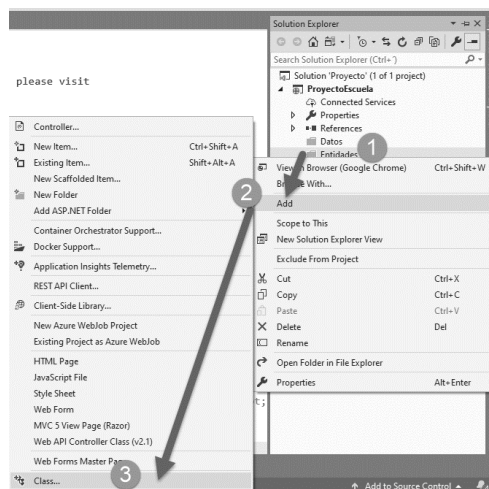 Solution Explorer
Search Solution Explorer (Ctrl+')
Solution 'Proyecto' (1 of 1 project)
ProyectoEscuela
Connected Services
Properties
References
Datos
Entidades
1
please visit
Controller...
New Item... Ctrl+Shift+A
Existing Item... Shift+Alt+A
New Scaffolded Item...
New Folder
Add ASP.NET Folder
Container Orchestrator Support...
Docker Support...
Application Insights Telemetry...
REST API Client...
Client-Side Library...
New Azure WebJob Project
Existing Project as Azure WebJob
HTML Page
JavaScript File
Style Sheet
Web Form
MVC 5 View Page (Razor)
Web API Controller Class (v2.1)
Web Forms Master
3
Class...
2
View in Browser (Google Chrome) Ctrl+Shift+W
With...
Add
Scope to This
New Solution Explorer View
Exclude From Project
Cut Ctrl+X
Copy Ctrl+C
Paste Ctrl+V
Delete Del
Rename
Open Folder in File Explorer
Properties Alt+Enter
t;
Add to Source Control